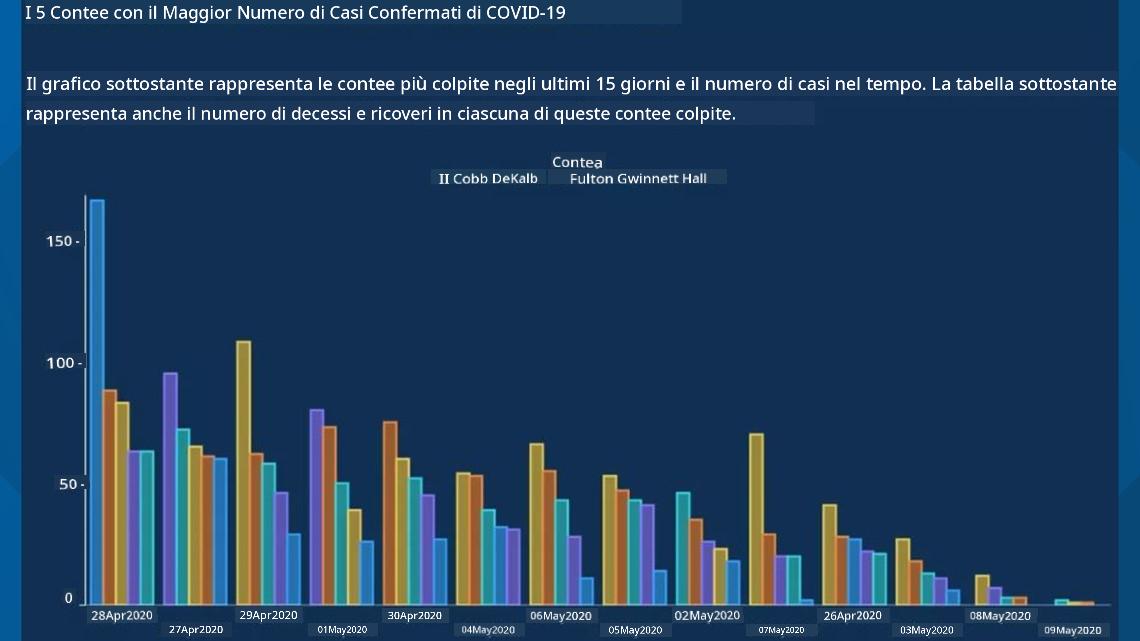 I 5 Contee con il Maggior Numero di Casi Confermati di COVID-19
Il grafico sottostante rappresenta le contee più colpite negli ultimi 15 giorni e il numero di casi nel tempo. La tabella sottostante
rappresenta anche il numero di decessi e ricoveri in ciascuna di queste contee colpite.
Contea
II Cobb DeKalb Fulton Gwinnett Hall
150 -
100 -
50 -
0
28Apr2020 29Apr2020 30Apr2020 06May2020 02May2020 26Apr2020 08May2020
27Apr2020 01May2020 04May2020 05May2020 07May2020 03May2020 09May2020